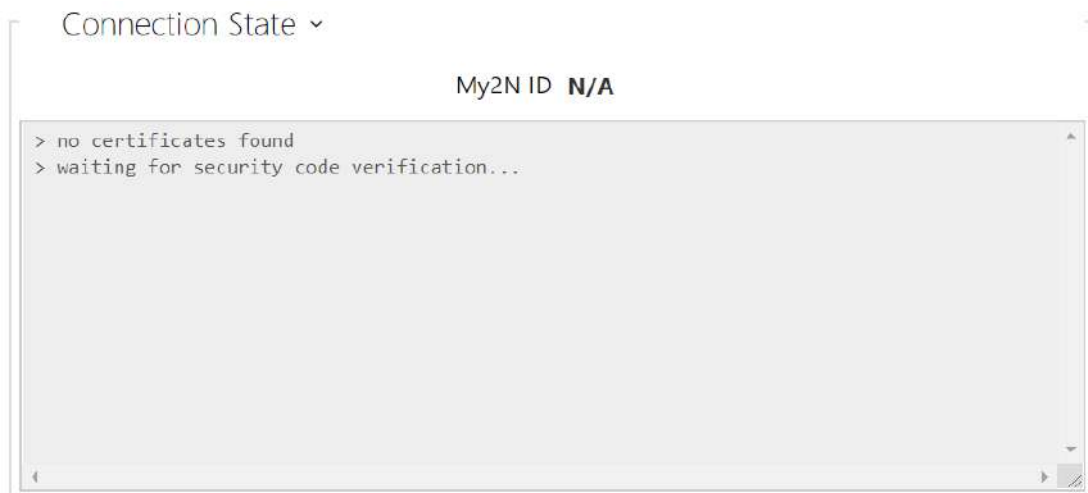 Connection State
My2N ID N/A
> no certificates found
> waiting for security code verification...